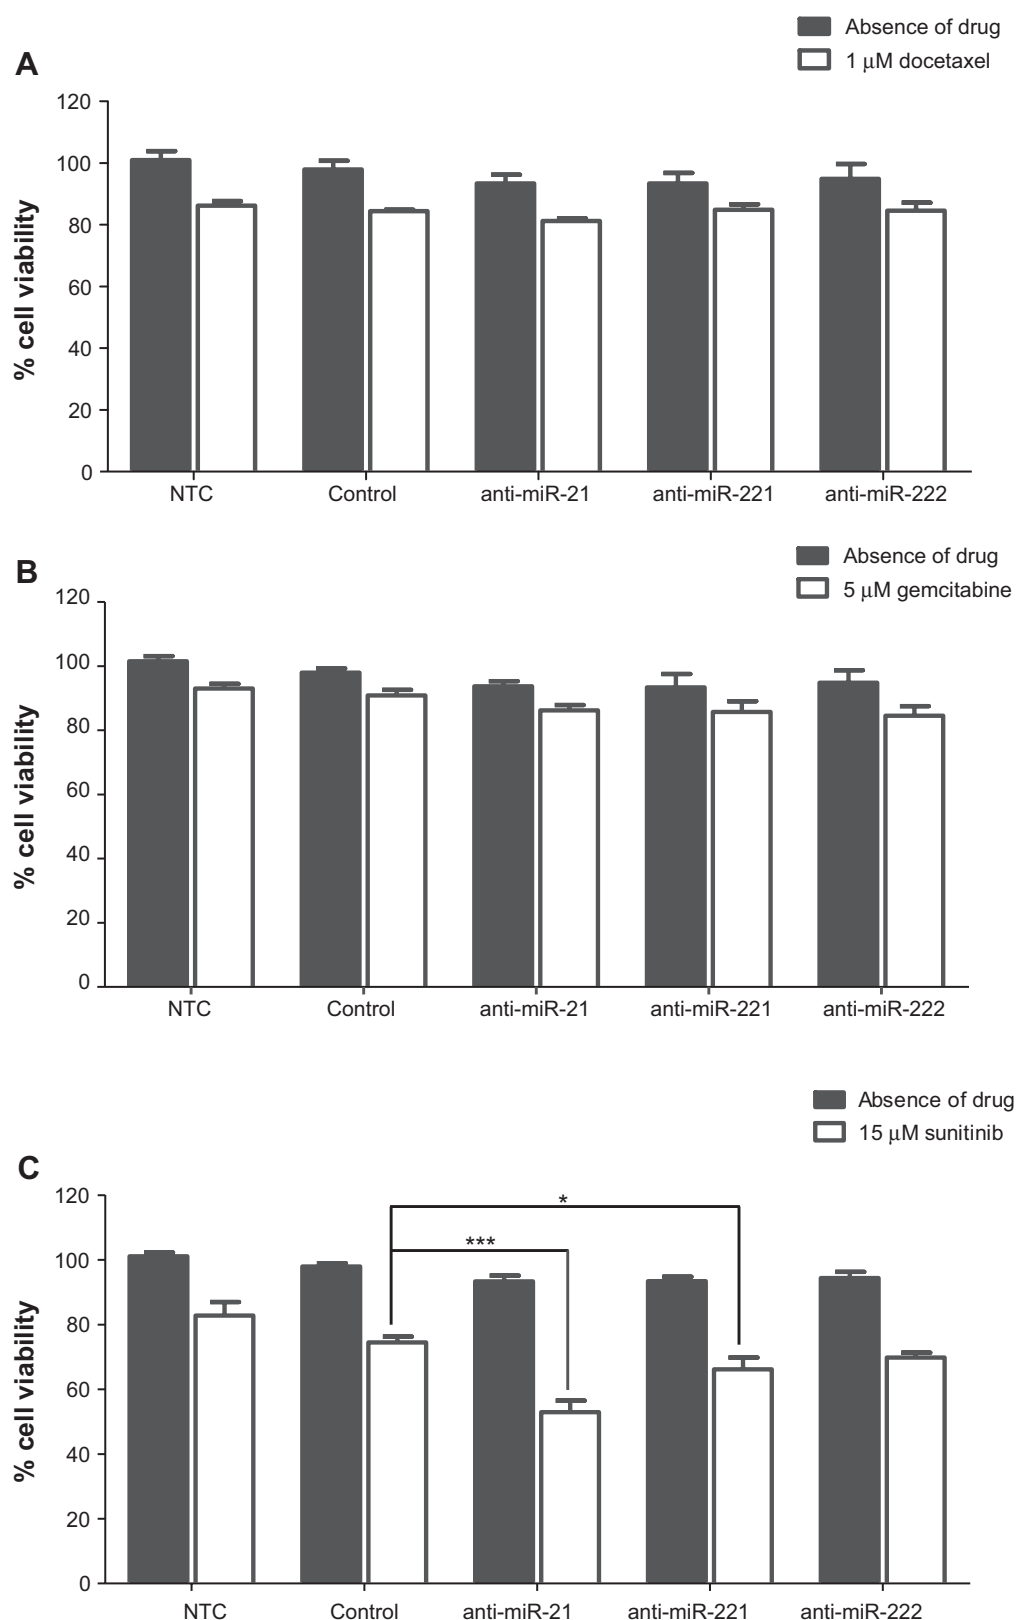 Absence of drug
1 μM docetaxel
A
120
100
80
60
40
20
0
% cell viability
NTC Control anti-miR-21 anti-miR-221 anti-miR-222
Absence of drug
5 μM gemcitabine
B
120
100
80
60
40
20
0
% cell viability
NTC Control anti-miR-21 anti-miR-221 anti-miR-222
Absence of drug
15 μM sunitinib
C
120
100
80
60
40
20
0
% cell viability
*
***
NTC Control anti-miR-21 anti-miR-221 anti-miR-222